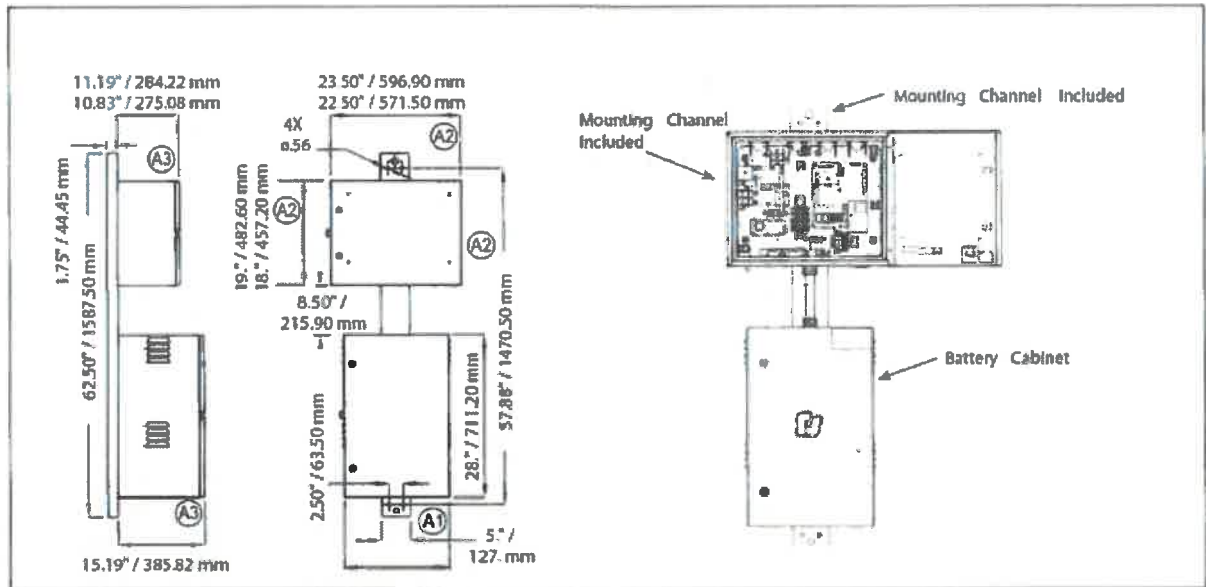 11.19" / 284.22 mm
10.83" / 275.08 mm
A3
1.75" / 44.45 mm
62.50" / 1587.50 mm
A3
15.19" / 385.82 mm
23.50" / 596.90 mm
22.50" / 571.50 mm
4X
ø.56
A2
19." / 482.60 mm
18." / 457.20 mm
A2
A2
8.50" /
215.90 mm
57.88" / 1470.50 mm
28." / 711.20 mm
2.50" / 63.50 mm
A1
5." /
127. mm
Mounting Channel Included
Mounting Channel
Included
Battery Cabinet